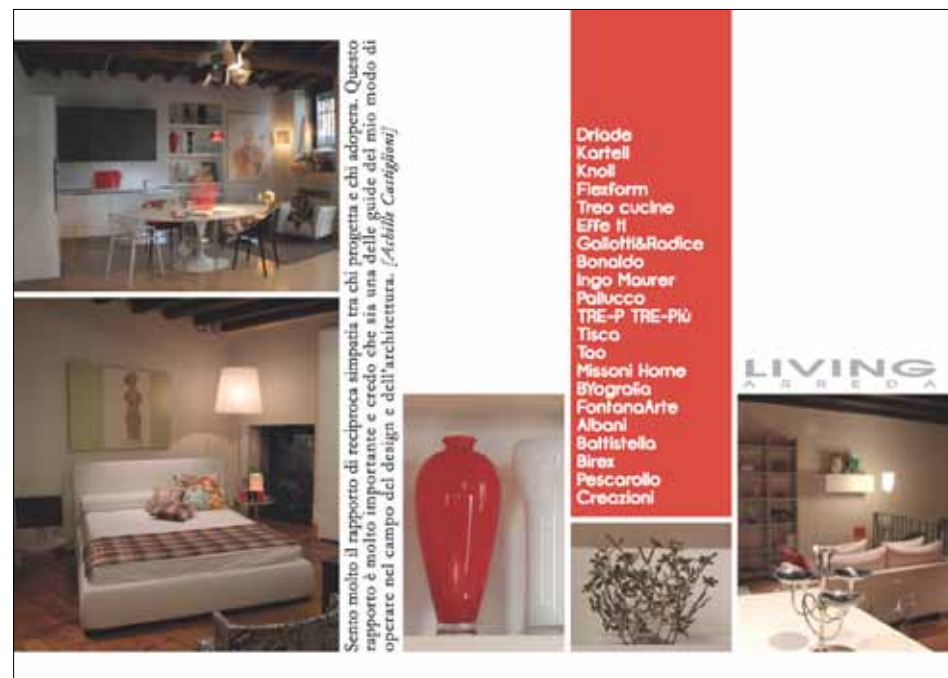 Sento molto il rapporto di reciproca simpatia tra chi progetta e chi adopera. Questo
rapporto è molto importante e credo che sia una delle guide del mio modo di
operare nel campo del design e dell'architettura. [Achille Castiglioni]
Driade
Kartell
Knoll
Flexform
Treo cucine
Effe ti
Gallotti&Radice
Bonaldo
Ingo Maurer
Pallucco
TRE-P TRE-Più
Tisca
Tao
Missoni Home
BYografia
FontanaArte
Albani
Battistella
Birex
Pescarollo
Creazioni
LIVING
ARREDA